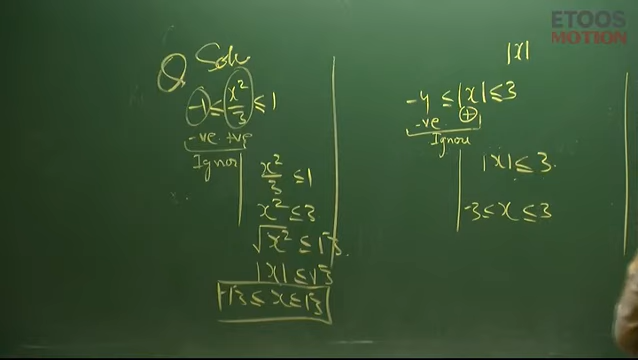 ETOOS
MOTION
Q Solve
-1 ≤ x²/3 ≤ 1
-ve +ve
Ignor
x²/3 ≤ 1
x² ≤ 3
√x² ≤ √3.
|x| ≤ √3
-√3 ≤ x ≤ √3
|x|
-4 ≤ |x| ≤ 3
-ve +
Ignore
|x| ≤ 3.
-3 ≤ x ≤ 3